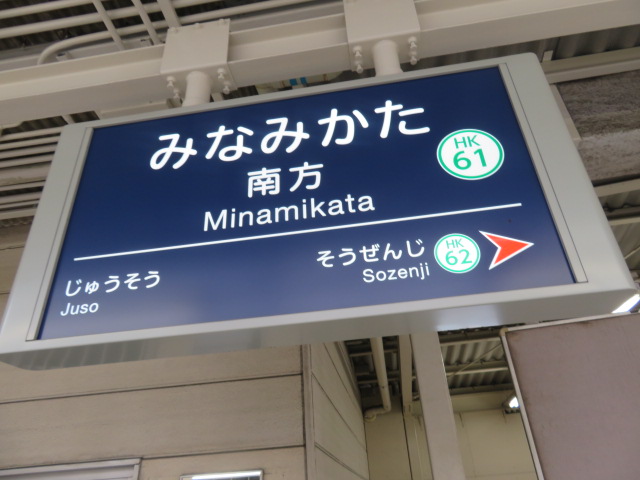 みなみかた
南方
Minamikata
HK
61
じゅうそう
Juso
そうぜんじ
Sozenji
HK
62